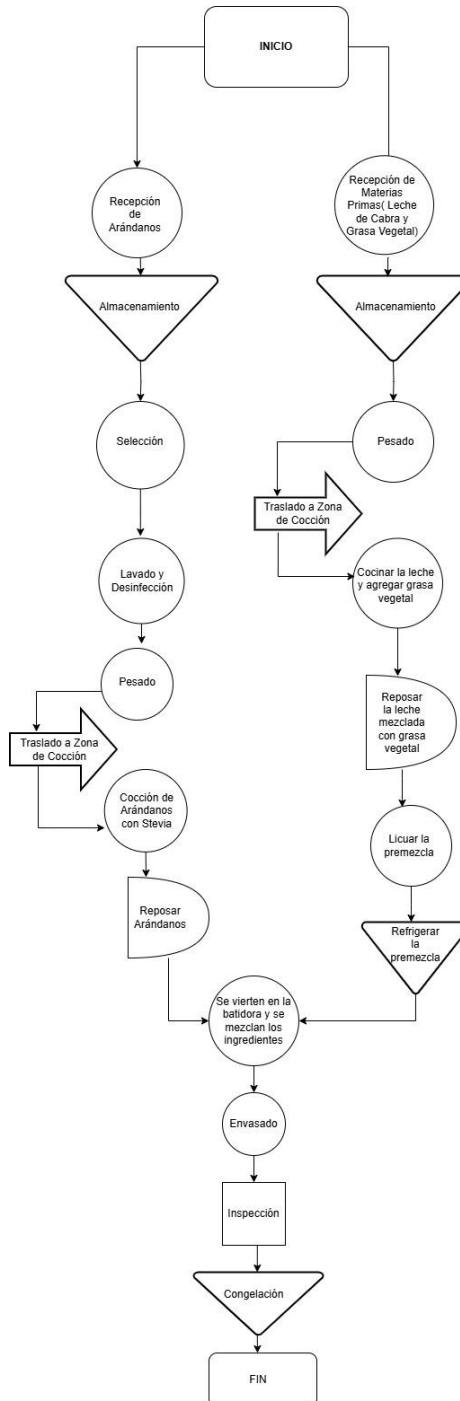 INICIO
Recepción
de
Arándanos
Recepción de
Materias
Primas( Leche
de Cabra y
Grasa Vegetal)
Almacenamiento
Almacenamiento
Selección
Pesado
Traslado a Zona
de Cocción
Lavado y
Desinfección
Cocinar la leche
y agregar grasa
vegetal
Pesado
Reposar
la leche
mezclada
con grasa
vegetal
Traslado a Zona
de Cocción
Cocción de
Arándanos
con Stevia
Licuar la
premezcla
Reposar
Arándanos
Refrigerar
la
premezcla
Se vierten en la
batidora y se
mezclan los
ingredientes
Envasado
Inspección
Congelación
FIN